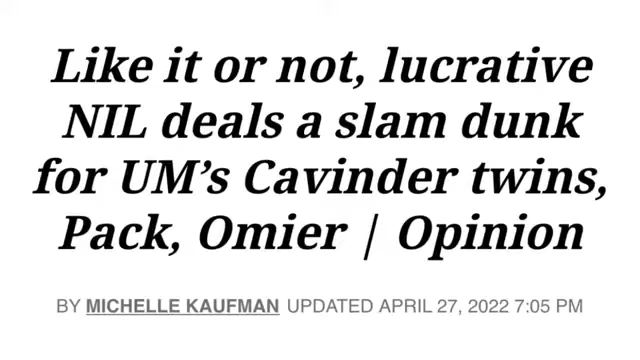 Like it or not, lucrative
NIL deals a slam dunk
for UM’s Cavinder twins,
Pack, Omier | Opinion
BY MICHELLE KAUFMAN UPDATED APRIL 27, 2022 7:05 PM